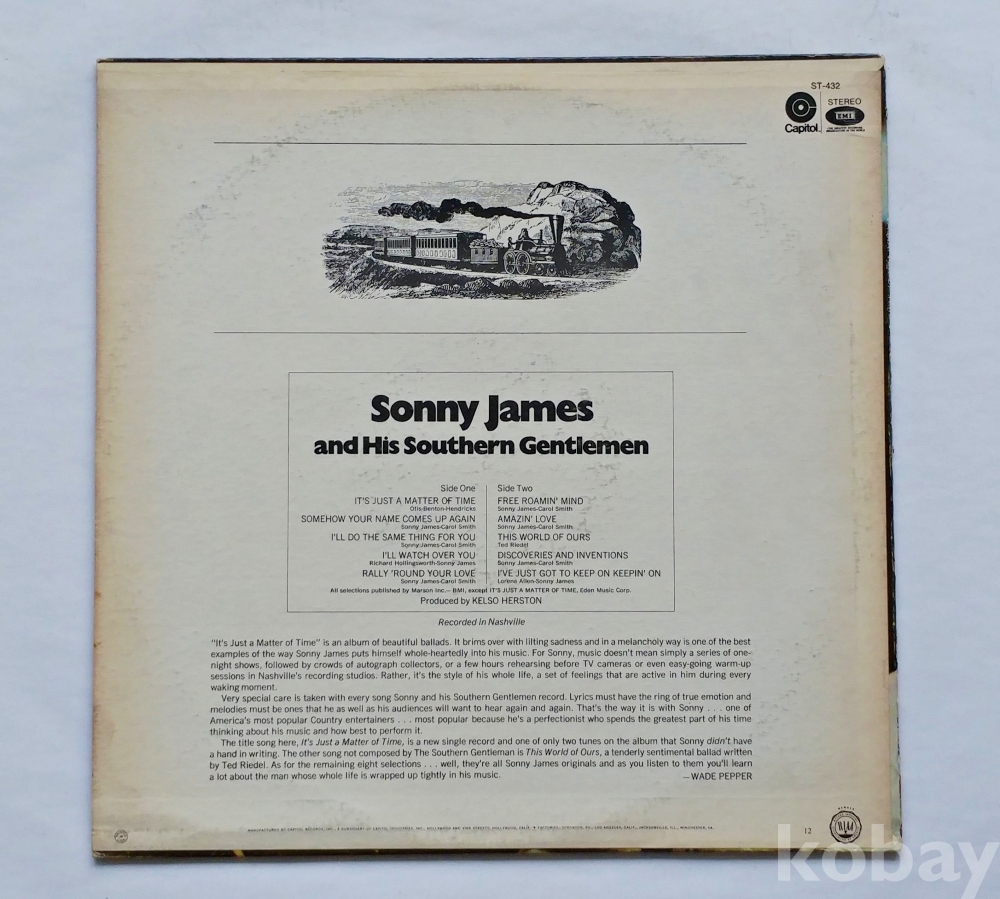 ST-432
Capitol
STEREO
EMI
Sonny James
and His Southern Gentlemen
Side One
IT'S JUST A MATTER OF TIME
Otis-Benton-Hendricks
SOMEHOW YOUR NAME COMES UP AGAIN
Sonny James-Carol Smith
I'LL DO THE SAME THING FOR YOU
Sonny James-Carol Smith
I'LL WATCH OVER YOU
Richard Hollingsworth-Sonny James
RALLY 'ROUND YOUR LOVE
Sonny James-Carol Smith
Side Two
FREE ROAMIN' MIND
Sonny James-Carol Smith
AMAZIN' LOVE
Sonny James-Carol Smith
THIS WORLD OF OURS
Ted Riedel
DISCOVERIES AND INVENTIONS
Sonny James-Carol Smith
I'VE JUST GOT TO KEEP ON KEEPIN' ON
Lorene Allen-Sonny James
All selections published by Marson Inc.— BMI, except IT'S JUST A MATTER OF TIME, Eden Music Corp.
Produced by KELSO HERSTON
Recorded in Nashville
"It's Just a Matter of Time" is an album of beautiful ballads. It brims over with lilting sadness and in a melancholy way is one of the best
examples of the way Sonny James puts himself whole-heartedly into his music. For Sonny, music doesn't mean simply a series of one-
night shows, followed by crowds of autograph collectors, or a few hours rehearsing before TV cameras or even easy-going warm-up
sessions in Nashville's recording studios. Rather, it's the style of his whole life, a set of feelings that are active in him during every
waking moment.
Very special care is taken with every song Sonny and his Southern Gentlemen record. Lyrics must have the ring of true emotion and
melodies must be ones that he as well as his audiences will want to hear again and again. That's the way it is with Sonny . . . one of
America's most popular Country entertainers . . . most popular because he's a perfectionist who spends the greatest part of his time
thinking about his music and how best to perform it.
The title song here, It's Just a Matter of Time, is a new single record and one of only two tunes on the album that Sonny didn't have
a hand in writing. The other song not composed by The Southern Gentleman is This World of Ours, a tenderly sentimental ballad written
by Ted Riedel. As for the remaining eight selections . . . well, they're all Sonny James originals and as you listen to them you'll learn
a lot about the man whose whole life is wrapped up tightly in his music.
—WADE PEPPER
12
RIAA
kobay